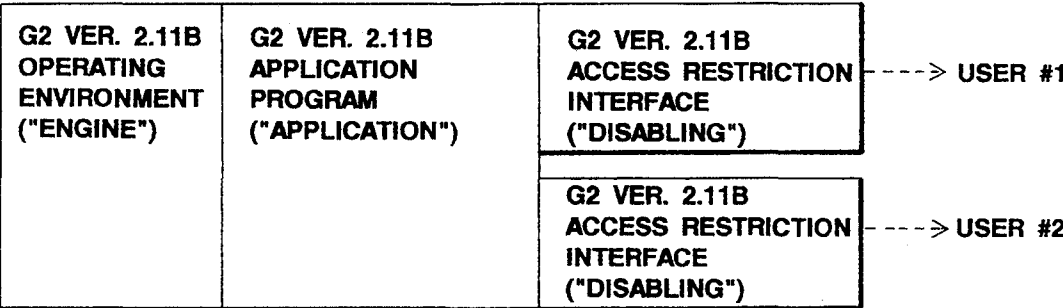 G2 VER. 2.11B
OPERATING
ENVIRONMENT
("ENGINE")
G2 VER. 2.11B
APPLICATION
PROGRAM
("APPLICATION")
G2 VER. 2.11B
ACCESS RESTRICTION
INTERFACE
("DISABLING")
USER #1
G2 VER. 2.11B
ACCESS RESTRICTION
INTERFACE
("DISABLING")
USER #2